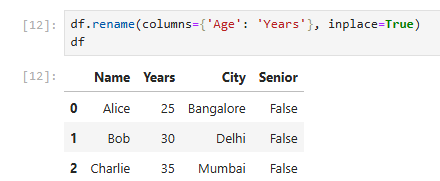 [12]: df.rename(columns={'Age': 'Years'}, inplace=True)
df
[12]: Name Years City Senior
0 Alice 25 Bangalore False
1 Bob 30 Delhi False
2 Charlie 35 Mumbai False